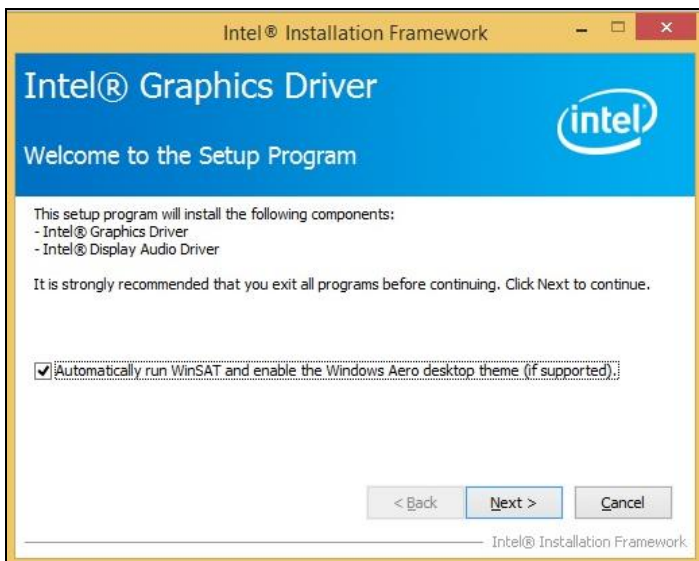 Intel® Installation Framework
Intel® Graphics Driver
intel
Welcome to the Setup Program
This setup program will install the following components:
- Intel® Graphics Driver
- Intel® Display Audio Driver
It is strongly recommended that you exit all programs before continuing. Click Next to continue.
Automatically run WinSAT and enable the Windows Aero desktop theme (if supported).
< Back Next > Cancel
Intel® Installation Framework